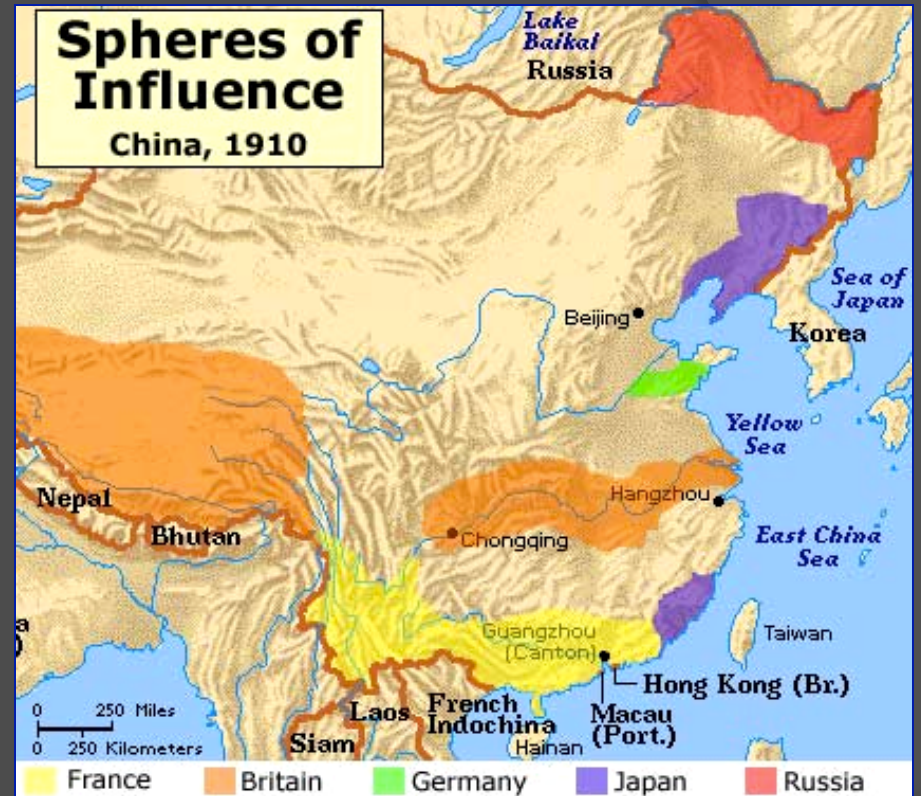 Spheres of
Influence
China, 1910
Lake
Baikal
Russia
Sea of
Japan
Beijing
Korea
Yellow
Sea
Nepal
Hangzhou
Bhutan
Chongqing
East China
Sea
a
)
Guangzhou
(Canton)
Taiwan
Hong Kong (Br.)
0 250 Miles
0 250 Kilometers
Laos
French
Indochina
Macau
(Port.)
Siam
Hainan
France
Britain
Germany
Japan
Russia